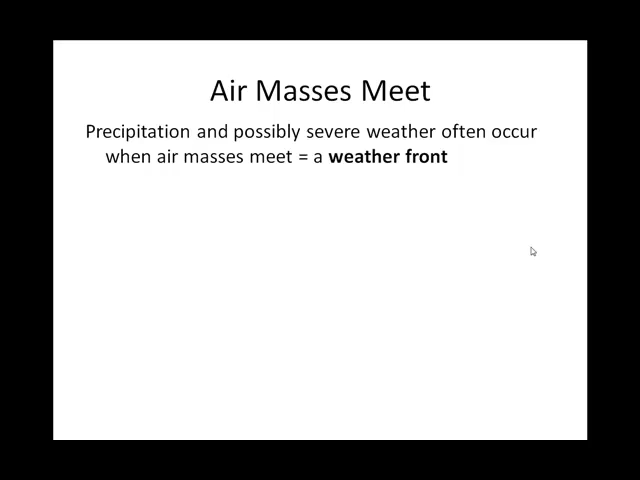 Air Masses Meet
Precipitation and possibly severe weather often occur
when air masses meet = a weather front